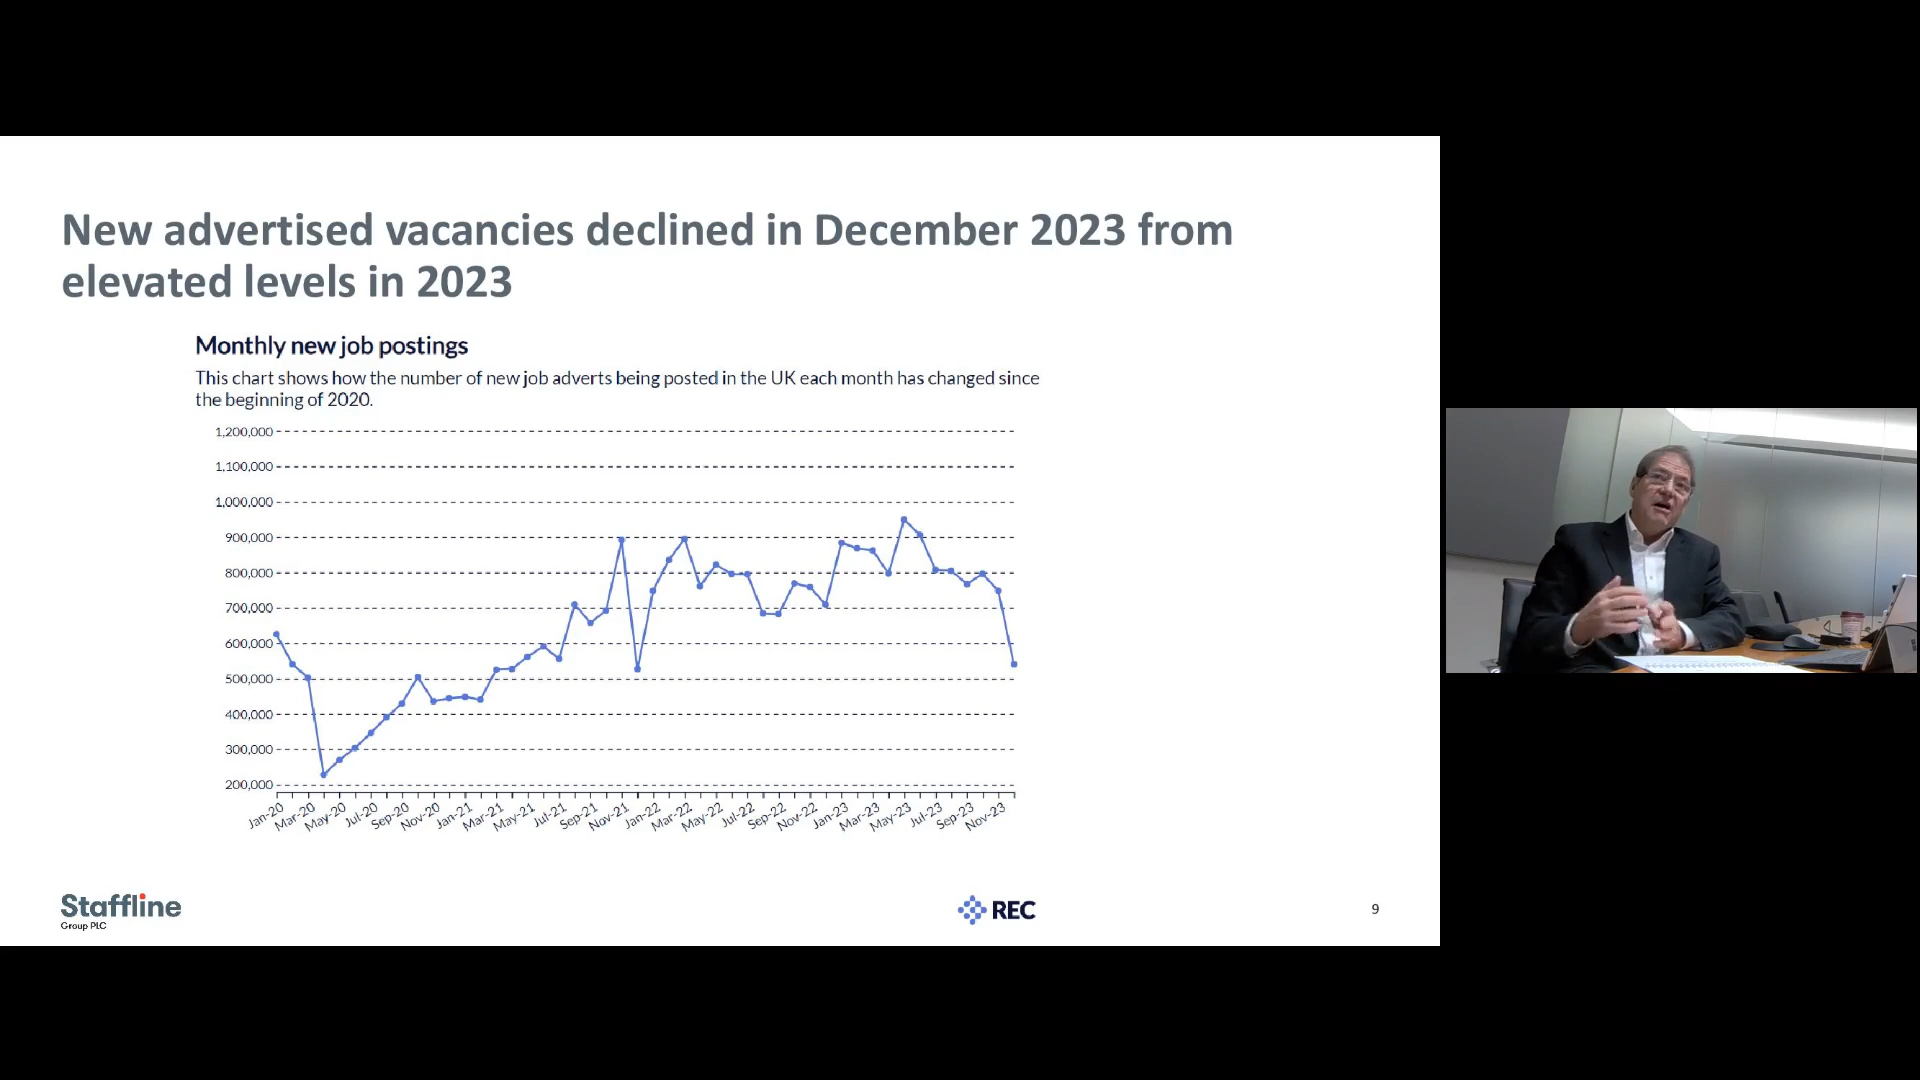 New advertised vacancies declined in December 2023 from
elevated levels in 2023
Monthly new job postings
This chart shows how the number of new job adverts being posted in the UK each month has changed since
the beginning of 2020.
1,200,000
1,100,000
1,000,000
900,000
800,000
700,000
600,000
500,000
400,000
300,000
200,000
Jan-20 Mar-20 May-20 Jul-20 Sep-20 Nov-20 Jan-21 Mar-21 May-21 Jul-21 Sep-21 Nov-21 Jan-22 Mar-22 May-22 Jul-22 Sep-22 Nov-22 Jan-23 Mar-23 May-23 Jul-23 Sep-23 Nov-23
Staffline
Group PLC
REC
9